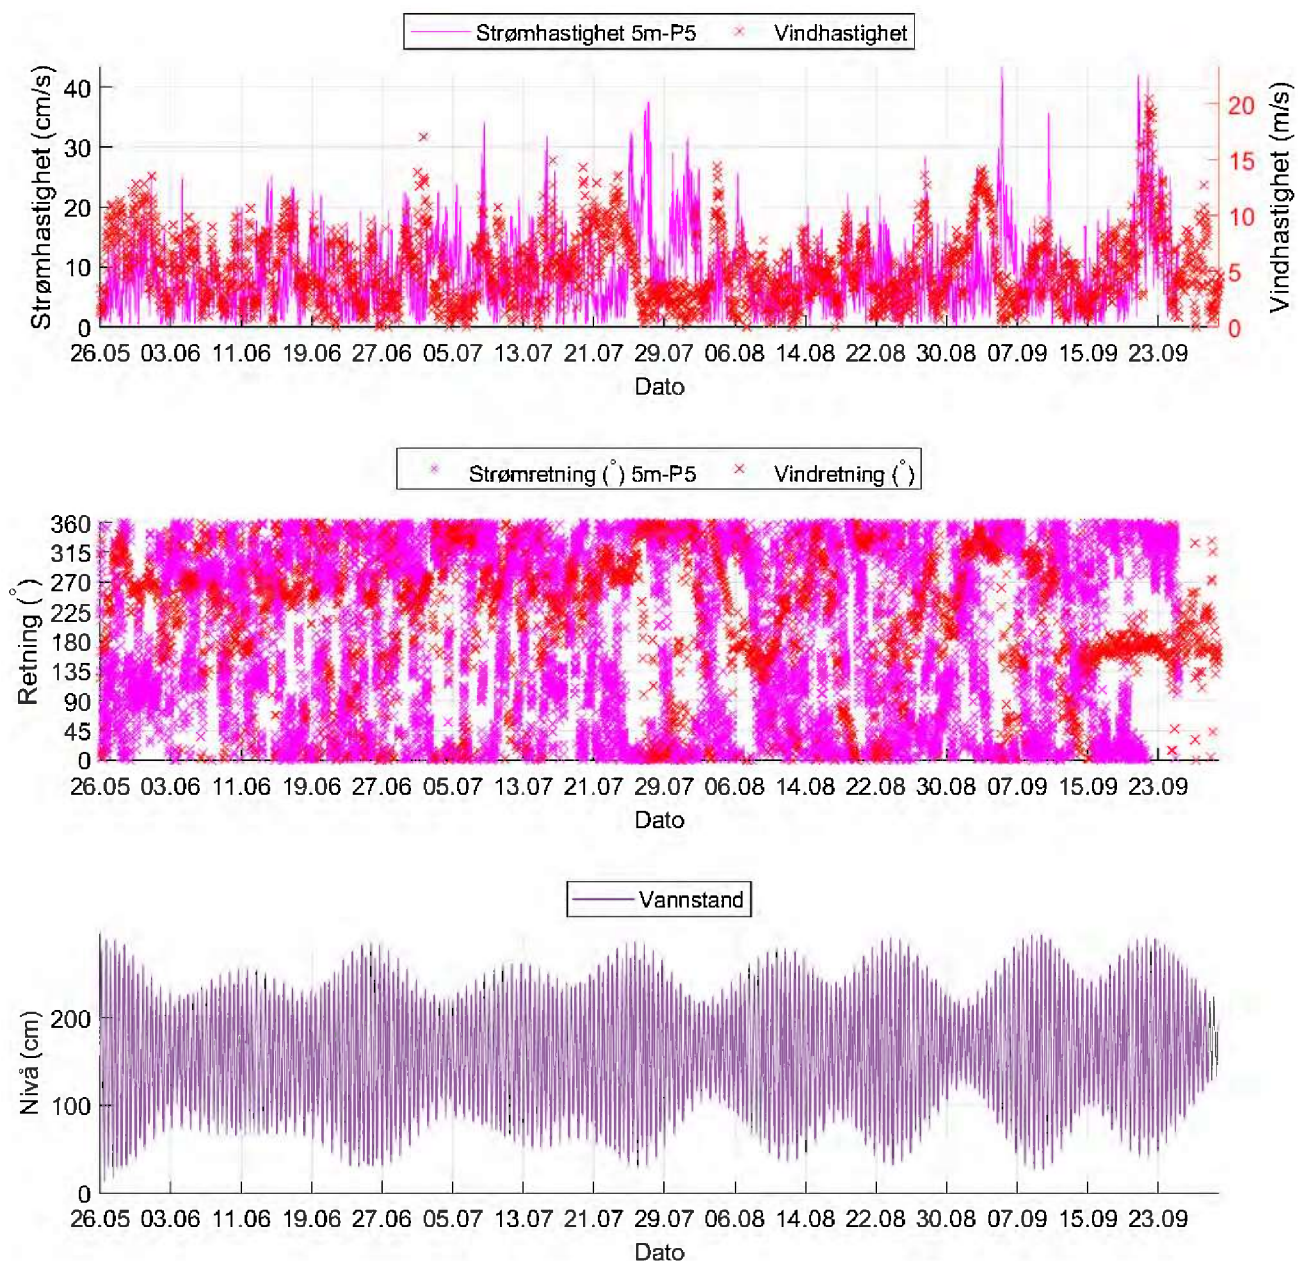 Strømhastighet 5m-P5 Vindhastighet
Strømhastighet (cm/s)
40
30
20
10
0
Vindhastighet (m/s)
20
15
10
5
0
26.05 03.06 11.06 19.06 27.06 05.07 13.07 21.07 29.07 06.08 14.08 22.08 30.08 07.09 15.09 23.09
Dato
Strømretning (°) 5m-P5 Vindretning (°)
Retning (°)
360
315
270
225
180
135
90
45
0
26.05 03.06 11.06 19.06 27.06 05.07 13.07 21.07 29.07 06.08 14.08 22.08 30.08 07.09 15.09 23.09
Dato
Vannstand
Nivå (cm)
200
100
0
26.05 03.06 11.06 19.06 27.06 05.07 13.07 21.07 29.07 06.08 14.08 22.08 30.08 07.09 15.09 23.09
Dato